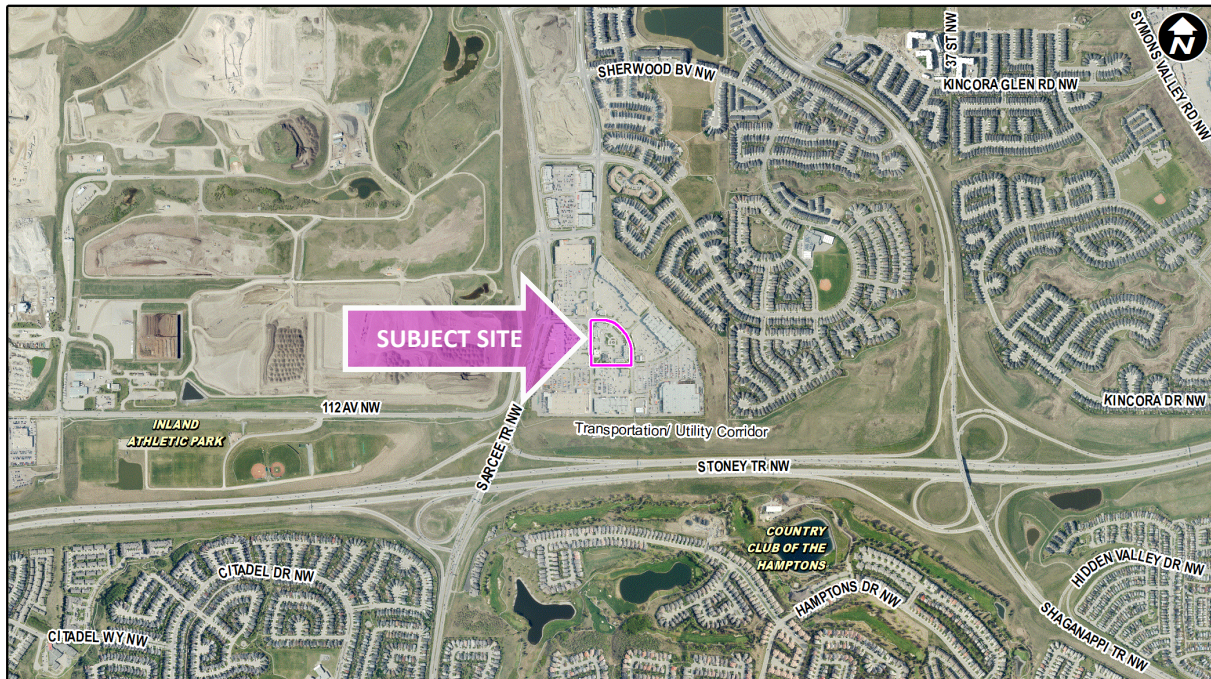 SYMONS VALLEY RD NW
N
37 ST NW
SHERWOOD BV NW
KINCORA GLEN RD NW
SUBJECT SITE
KINCORA DR NW
112 AV NW
INLAND
ATHLETIC PARK
SARCEE TR NW
Transportation/ Utility Corridor
STONEY TR NW
COUNTRY
CLUB OF THE
HAMPTONS
HIDDEN VALLEY DR NW
CITADEL DR NW
HAMPTONS DR NW
SHAGANAPPI TR NW
CITADEL WY NW